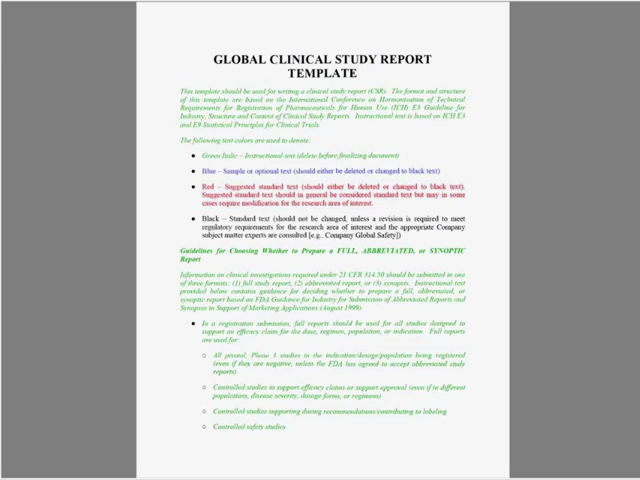 GLOBAL CLINICAL STUDY REPORT
TEMPLATE
This template should be used for writing a clinical study report (CSR). The format and structure
of this template are based on the International Conference on Harmonisation of Technical
Requirements for Registration of Pharmaceuticals for Human Use (ICH) E3 Guideline for
Industry, Structure and Content of Clinical Study Reports. Instructional text is based on ICH E3
and E9 Statistical Principles for Clinical Trials.
The following text colors are used to denote:
● Green Italic – Instructional text (delete before finalizing document)
● Blue – Sample or optional text (should either be deleted or changed to black text)
● Red – Suggested standard text (should either be deleted or changed to black text).
Suggested standard text should in general be considered standard text but may in some
cases require modification for the research area of interest.
● Black – Standard text (should not be changed, unless a revision is required to meet
regulatory requirements for the research area of interest and the appropriate Company
subject matter experts are consulted [e.g., Company Global Safety])
Guidelines for Choosing Whether to Prepare a FULL, ABBREVIATED, or SYNOPTIC
Report
Information on clinical investigations required under 21 CFR 314.50 should be submitted in one
of three formats: (1) full study report, (2) abbreviated report, or (3) synopsis. Instructional text
provided below contains guidance for deciding whether to prepare a full, abbreviated, or
synoptic report based on FDA Guidance for Industry for Submission of Abbreviated Reports and
Synopses in Support of Marketing Applications (August 1999).
● In a registration submission, full reports should be used for all studies designed to
support an efficacy claim for the dose, regimen, population, or indication. Full reports
are used for:
○ All pivotal, Phase 3 studies in the indication/dosage/population being registered
(even if they are negative, unless the FDA has agreed to accept abbreviated study
reports)
○ Controlled studies to support efficacy claims or support approval (even if in different
populations, disease severity, dosage forms, or regimens)
○ Controlled studies supporting dosing recommendations/contributing to labeling
○ Controlled safety studies